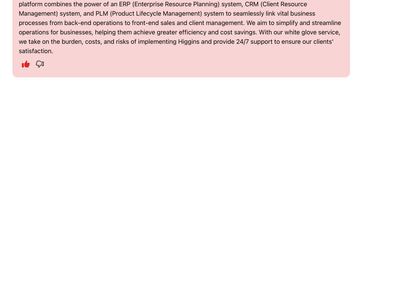 platform combines the power of an ERP (Enterprise Resource Planning) system, CRM (Client Resource
Management) system, and PLM (Product Lifecycle Management) system to seamlessly link vital business
processes from back-end operations to front-end sales and client management. We aim to simplify and streamline
operations for businesses, helping them achieve greater efficiency and cost savings. With our white glove service,
we take on the burden, costs, and risks of implementing Higgins and provide 24/7 support to ensure our clients'
satisfaction.